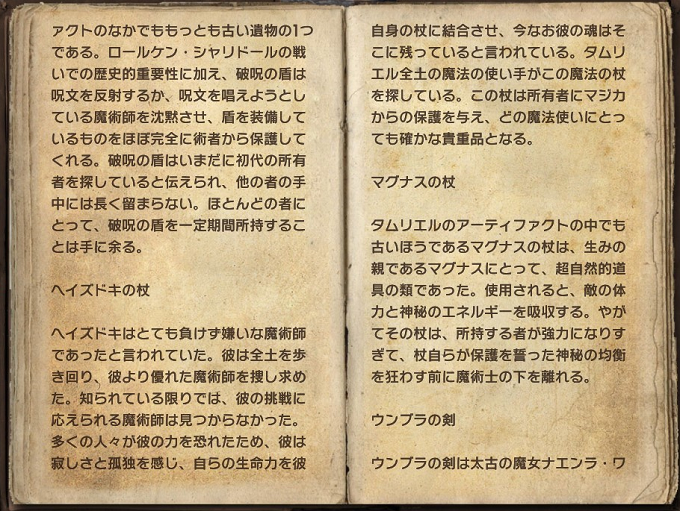 ァクトのなかでももっとも古い遺物の1つ
である。ロールケン・シャリドールの戦
いでの歴史的重要性に加え、破呪の盾は
呪文を反射するか、呪文を唱えようとし
ている魔術師を沈黙させ、盾を装備して
いるものをほぼ完全に術者から保護して
くれる。破呪の盾はいまだに初代の所有
者を探していると伝えられ、他の者の手
中には長く留まらない。ほとんどの者に
とって、破呪の盾を一定期間所持するこ
とは手に余る。
ヘイズドキの杖
ヘイズドキはとても負けず嫌いな魔術師
であったと言われていた。彼は全土を歩
き回り、彼より優れた魔術師を捜し求め
た。知られている限りでは、彼の挑戦に
応えられる魔術師は見つからなかった。
多くの人々が彼の力を恐れたため、彼は
寂しさと孤独を感じ、自らの生命力を彼
自身の杖に結合させ、今なお彼の魂はそ
こに残っていると言われている。タムリ
エル全土の魔法の使い手がこの魔法の杖
を探している。この杖は所有者にマジカ
からの保護を与え、どの魔法使いにとっ
ても確かな貴重品となる。
マグナスの杖
タムリエルのアーティファクトの中でも
古いほうであるマグナスの杖は、生みの
親であるマグナスにとって、超自然的道
具の類であった。使用されると、敵の体
力と神秘のエネルギーを吸収する。やが
てその杖は、所持する者が強力になりす
ぎて、杖自らが保護を誓った神秘の均衡
を狂わす前に魔術士の下を離れる。
ウンブラの剣
ウンブラの剣は太古の魔女ナエンラ・ワ